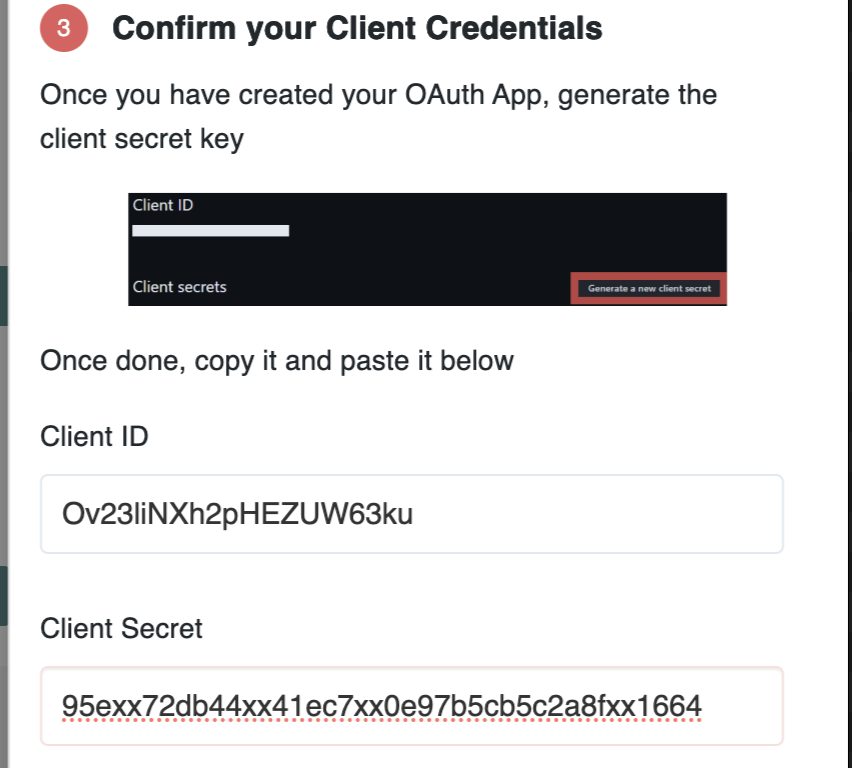 3 Confirm your Client Credentials
Once you have created your OAuth App, generate the
client secret key
Client ID
Client secrets
Generate a new client secret
Once done, copy it and paste it below
Client ID
Ov23liNXh2pHEZUW63ku
Client Secret
95exx72db44xx41ec7xx0e97b5cb5c2a8fxx1664